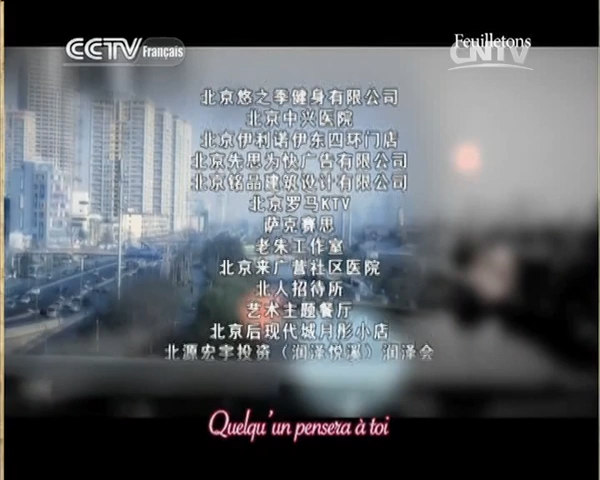 CCTV Français
Feuilletons
CNTV
北京悠之季健身有限公司
北京中兴医院
北京伊利诺伊东四环门店
北京先思为快广告有限公司
北京铭品建筑设计有限公司
北京罗马KTV
萨克赛思
老朱工作室
北京来广营社区医院
北人招待所
艺术主题餐厅
北京后现代城月彤小店
北源宏宇投资（润泽悦溪）润泽会
Quelqu'un pensera à toi